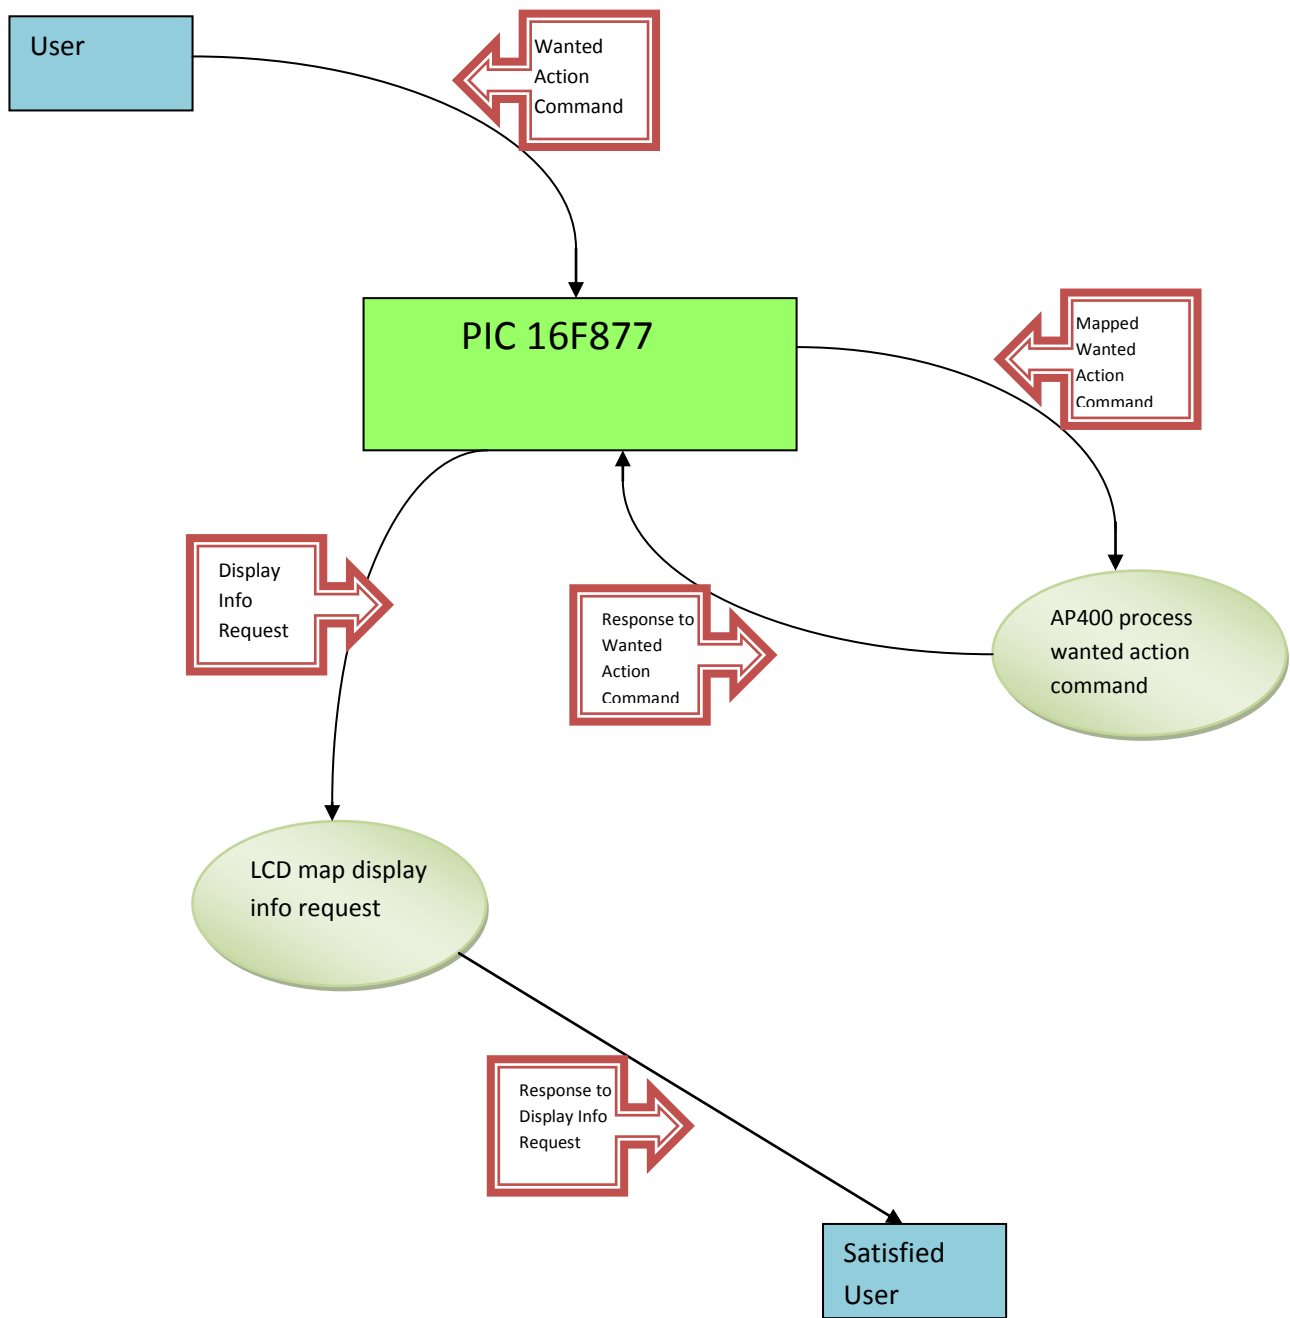 User
Wanted
Action
Command
PIC 16F877
Mapped
Wanted
Action
Command
Display
Info
Request
Response to
Wanted
Action
Command
AP400 process
wanted action
command
LCD map display
info request
Response to
Display Info
Request
Satisfied
User